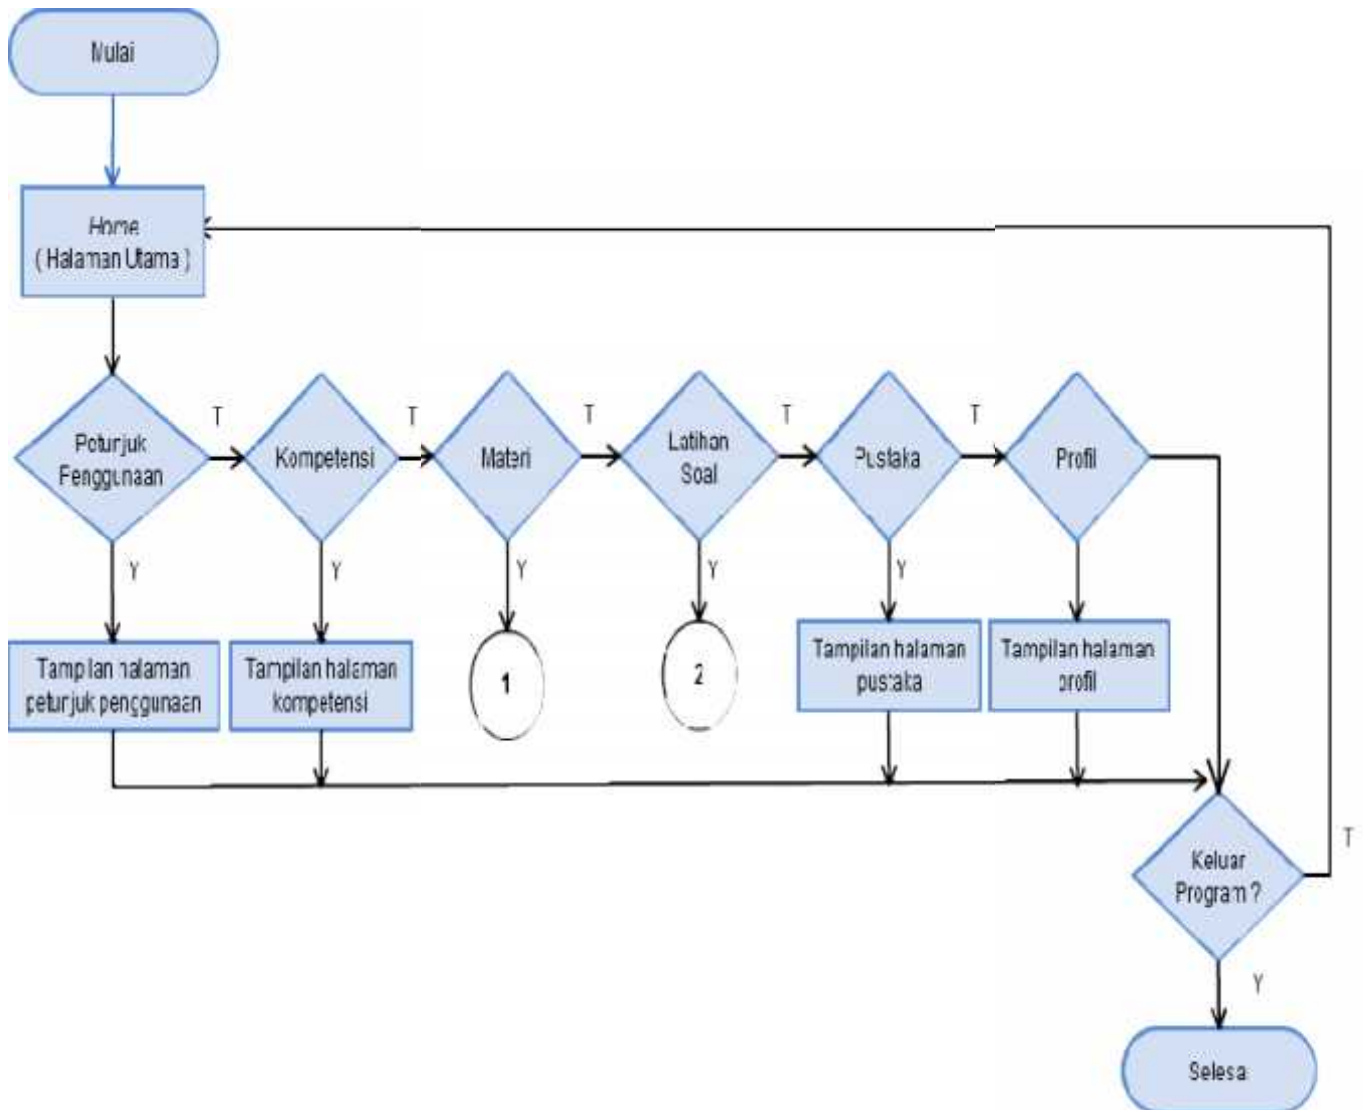 Mulai
Home
( Halaman Utama )
T
T
T
T
T
Petunjuk
Penggunaan
Kompetensi
Materi
Latihan
Soal
Pustaka
Profil
Y
Y
Y
Y
Y
Tampilan halaman
petunjuk penggunaan
Tampilan halaman
kompetensi
1
2
Tampilan halaman
pustaka
Tampilan halaman
profil
T
Keluar
Program ?
Y
Selesa